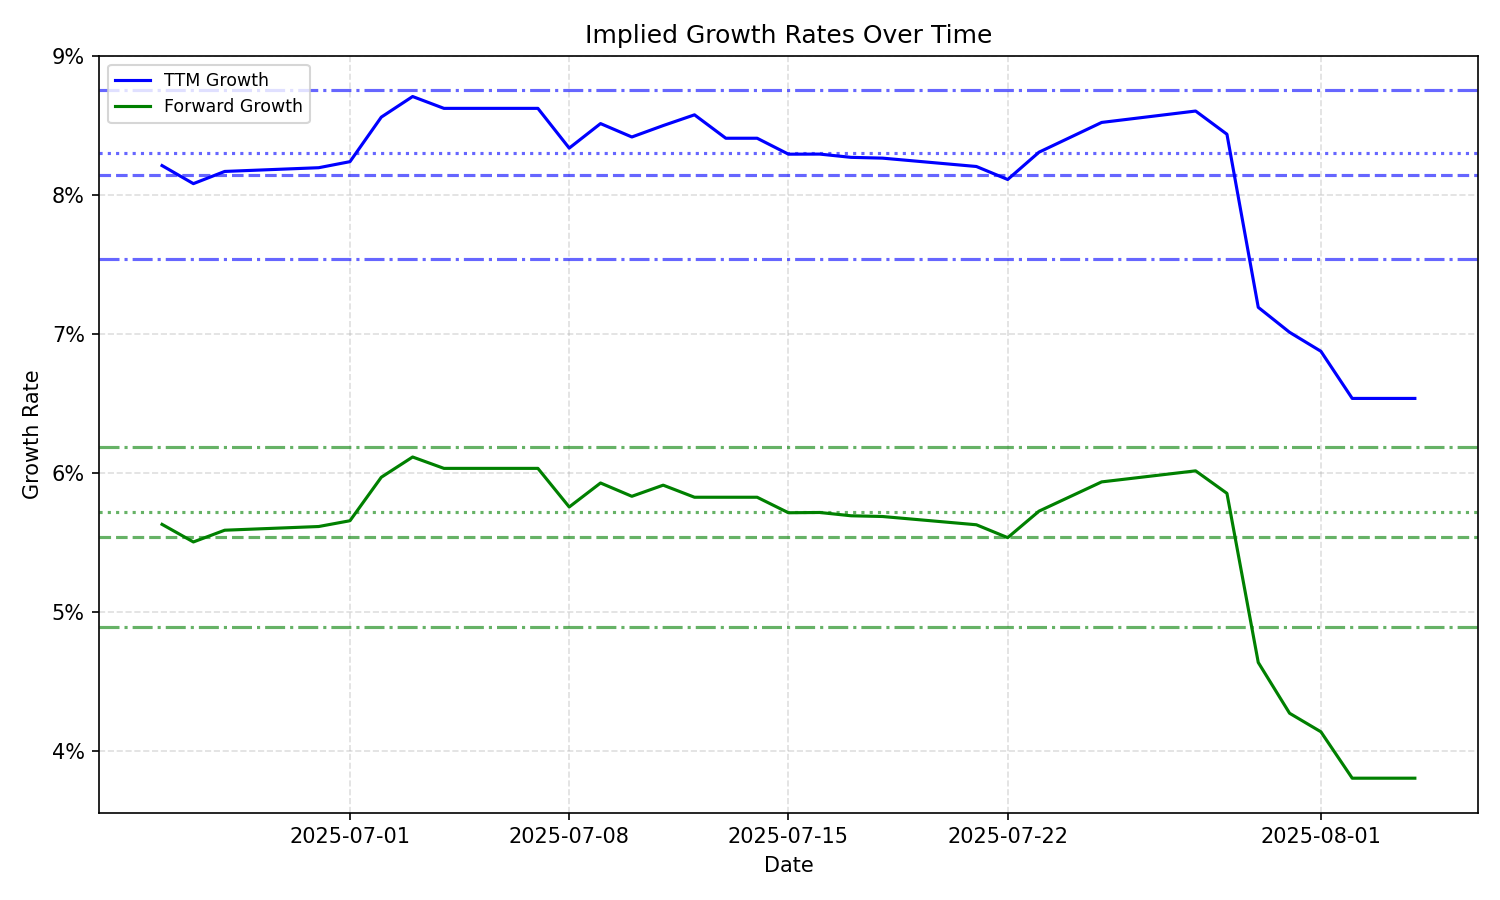 Implied Growth Rates Over Time
TTM Growth
Forward Growth
9%
8%
7%
6%
5%
4%
Growth Rate
2025-07-01
2025-07-08
2025-07-15
2025-07-22
2025-08-01
Date